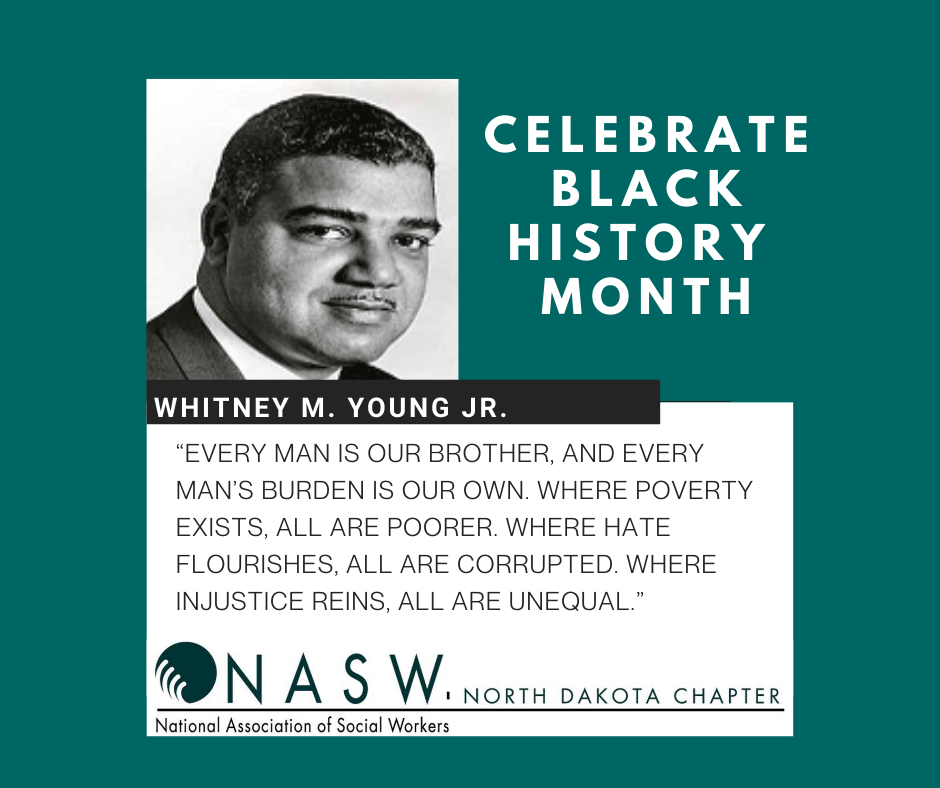 CELEBRATE
BLACK
HISTORY
MONTH
WHITNEY M. YOUNG JR.
“EVERY MAN IS OUR BROTHER, AND EVERY
MAN’S BURDEN IS OUR OWN. WHERE POVERTY
EXISTS, ALL ARE POORER. WHERE HATE
FLOURISHES, ALL ARE CORRUPTED. WHERE
INJUSTICE REINS, ALL ARE UNEQUAL.”
NASW. NORTH DAKOTA CHAPTER
National Association of Social Workers